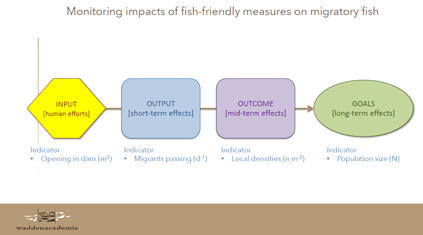 Monitoring impacts of fish-friendly measures on migratory fish
INPUT
[human efforts]
OUTPUT
[short-term effects]
OUTCOME
[mid-term effects]
GOALS
[long-term effects]
Indicator
• Opening in dam (m²)
Indicator
• Migrants passing (d⁻¹)
Indicator
• Local densities (n m⁻²)
Indicator
• Population size (N)
waddenacademie